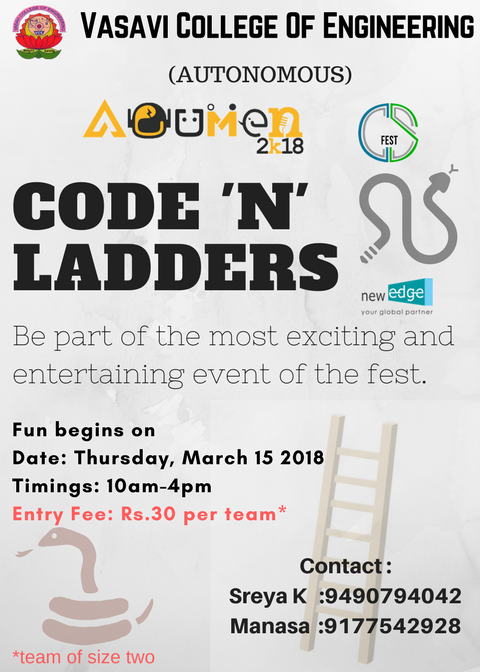 VASAVI COLLEGE OF ENGINEERING
(AUTONOMOUS)
ACUMEN
2k18
CS
FEST
CODE 'N'
LADDERS
new edge
your global partner
Be part of the most exciting and
entertaining event of the fest.
Fun begins on
Date: Thursday, March 15 2018
Timings: 10am-4pm
Entry Fee: Rs.30 per team*
Contact :
Sreya K :9490794042
Manasa :9177542928
*team of size two